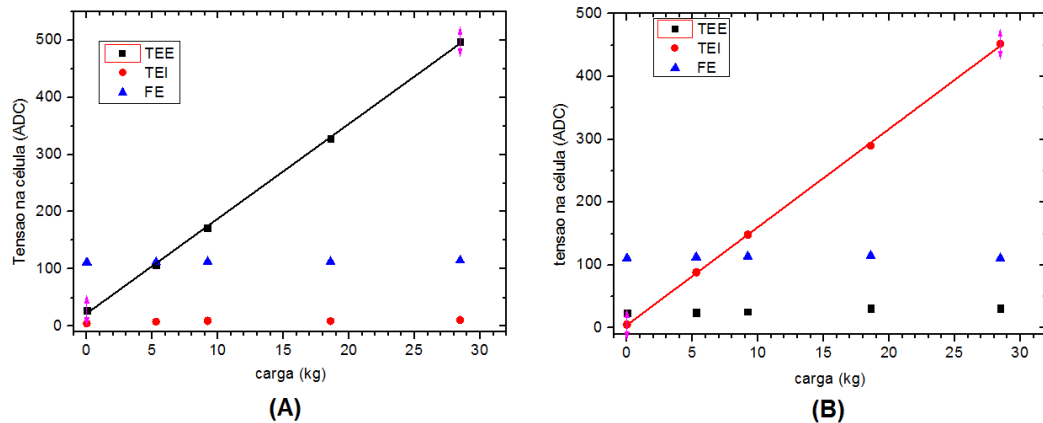 500
400
300
200
100
0
Tensao na célula (ADC)
TEE
TEI
FE
0 5 10 15 20 25 30
carga (kg)
(A)
500
400
300
200
100
0
tensao na célula (ADC)
TEE
TEI
FE
0 5 10 15 20 25 30
carga (kg)
(B)